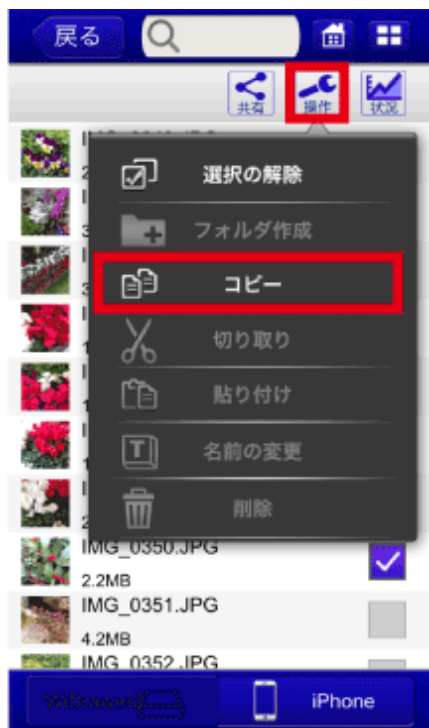 戻る
共有
操作
状況
選択の解除
フォルダ作成
コピー
切り取り
貼り付け
名前の変更
削除
IMG_0350.JPG
2.2MB
IMG_0351.JPG
4.2MB
IMG_0352.JPG
iPhone